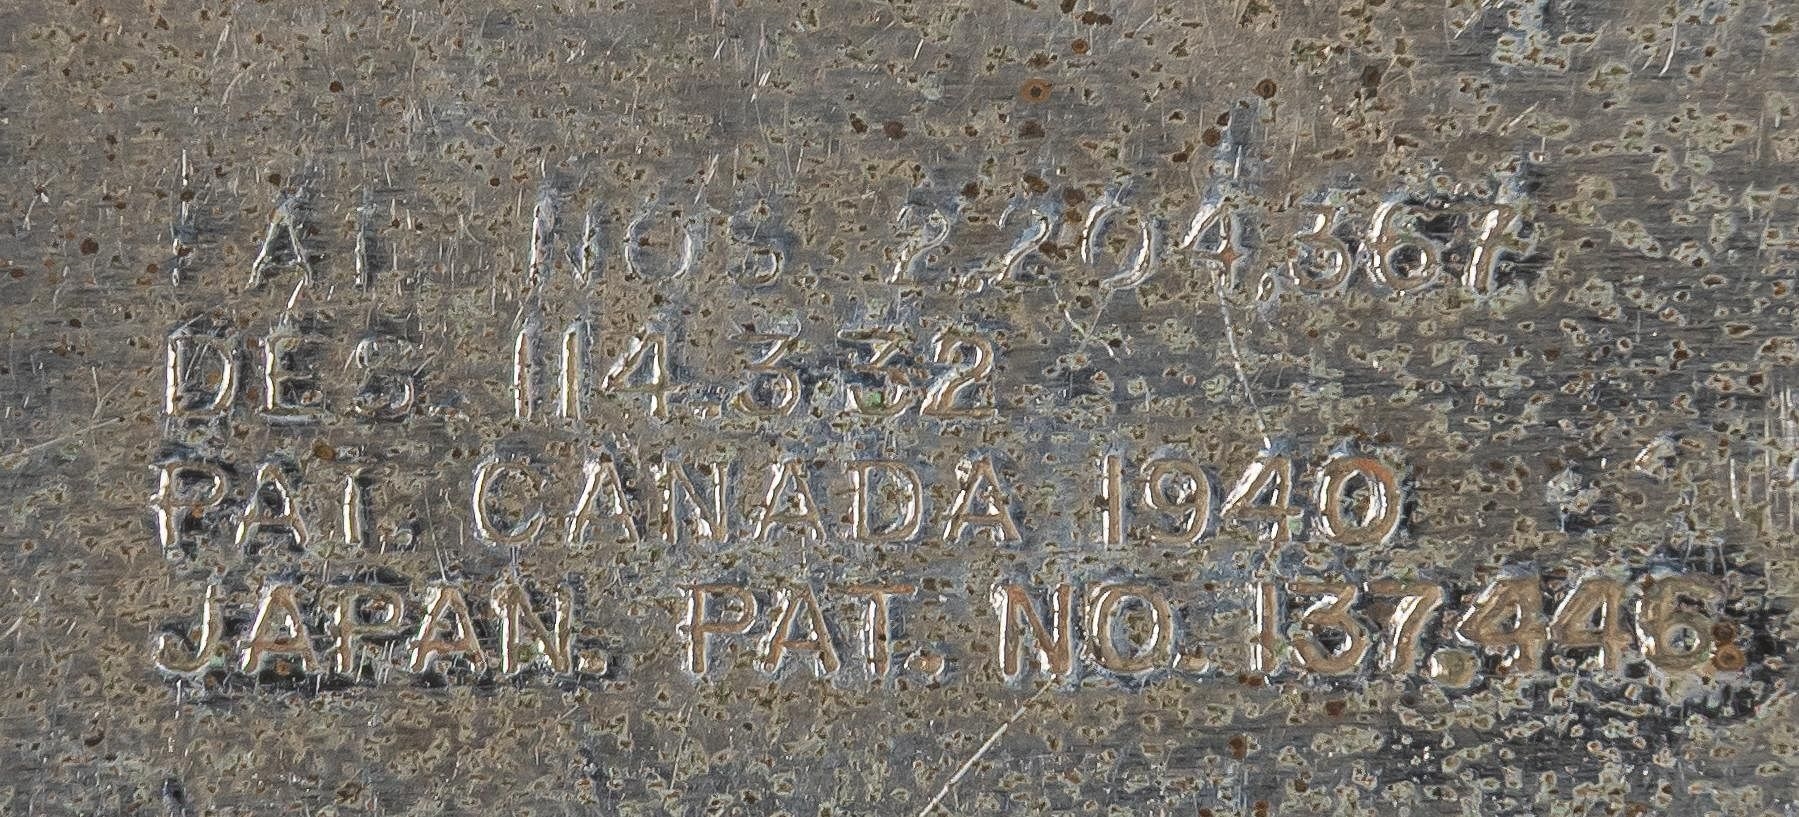 PAT NOS. 2,204,367
DES. 114.332
PAT. CANADA 1940
JAPAN. PAT. NO. 137,446